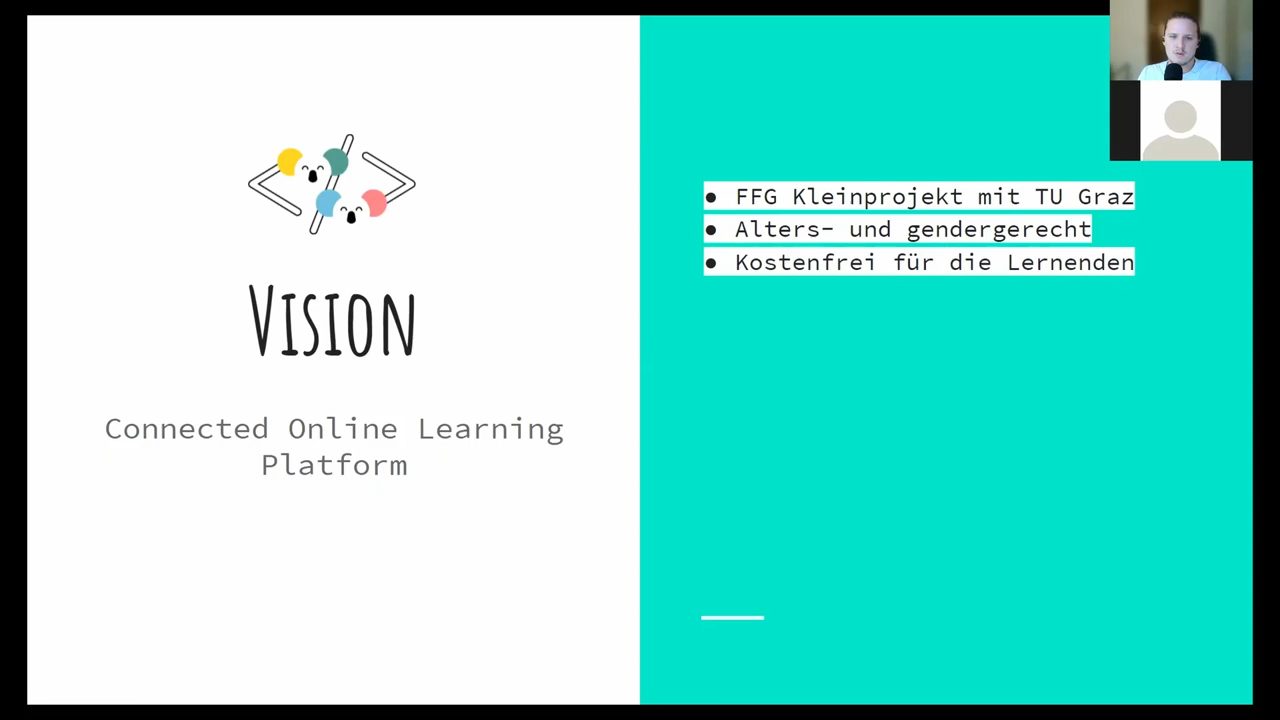 Vision
Connected Online Learning
Platform
● FFG Kleinprojekt mit TU Graz
● Alters- und gendergerecht
● Kostenfrei für die Lernenden